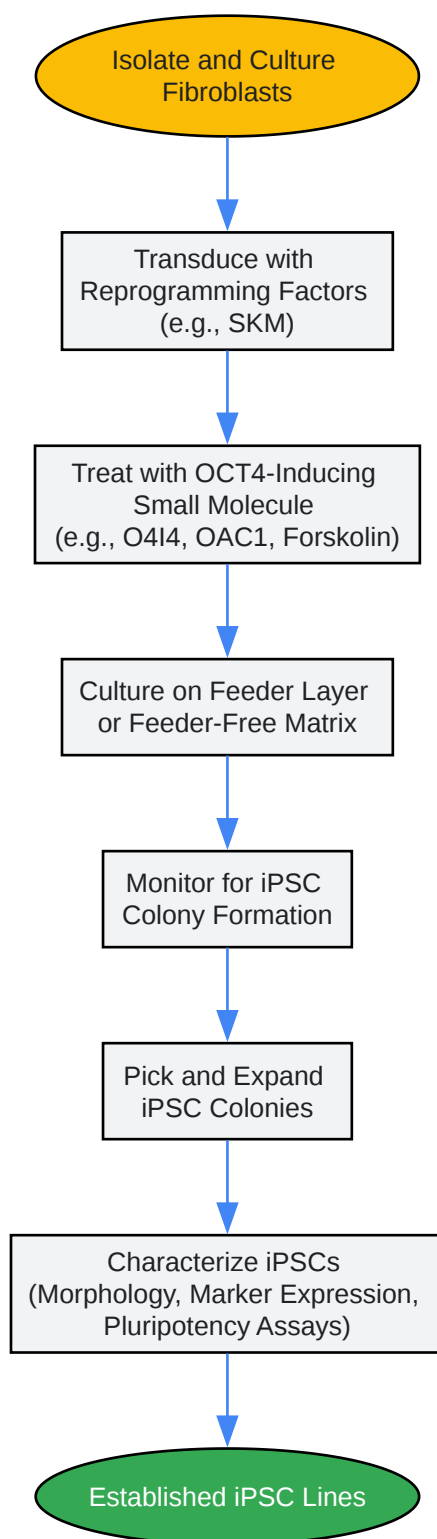 Isolate and Culture
Fibroblasts
Transduce with
Reprogramming Factors
(e.g., SKM)
Treat with OCT4-Inducing
Small Molecule
(e.g., O4I4, OAC1, Forskolin)
Culture on Feeder Layer
or Feeder-Free Matrix
Monitor for iPSC
Colony Formation
Pick and Expand
iPSC Colonies
Characterize iPSCs
(Morphology, Marker Expression,
Pluripotency Assays)
Established iPSC Lines